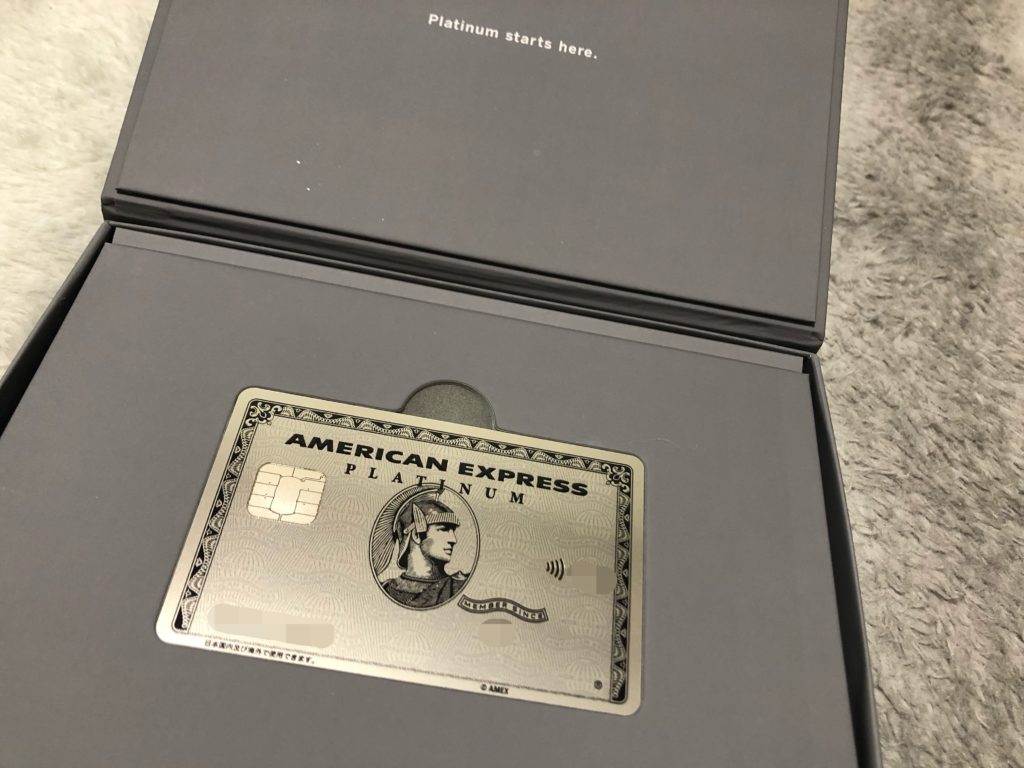 Platinum starts here.
AMERICAN EXPRESS
PLATINUM
MEMBER SINCE
日本国内及び海外で使用できます。
© AMEX
®